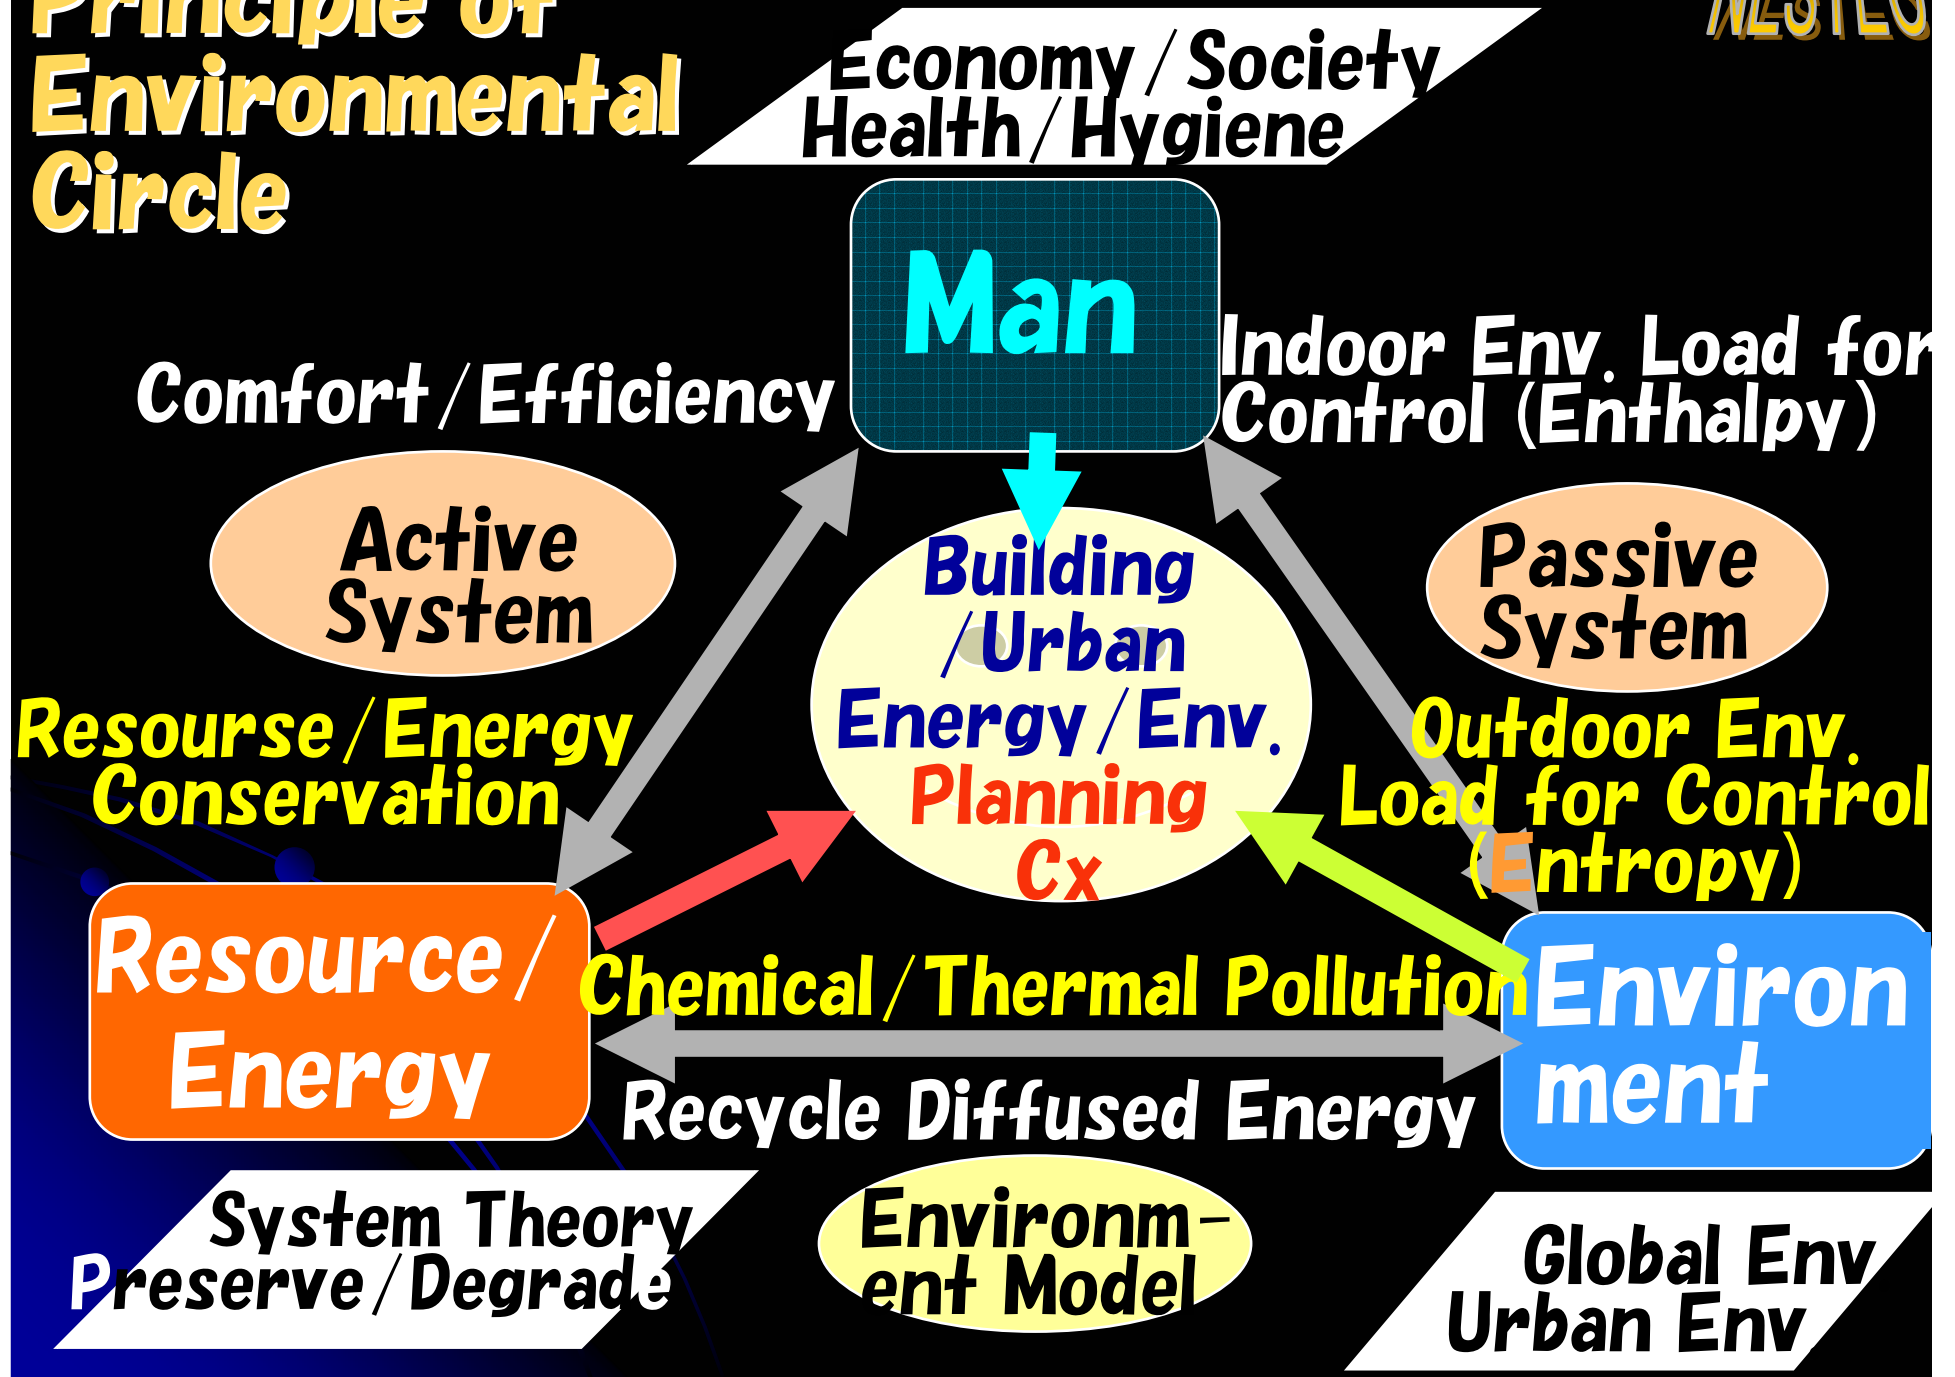 Principle of
Environmental
Circle
Economy/Society
Health/Hygiene
Man
Comfort/Efficiency
Indoor Env. Load for
Control (Enthalpy)
Active
System
Passive
System
Building
/Urban
Energy/Env.
Planning
Cx
Resourse/Energy
Conservation
Outdoor Env.
Load for Control
(Entropy)
Resource/
Energy
Chemical/Thermal Pollution
Environ
ment
Recycle Diffused Energy
System Theory
Preserve/Degrade
Environm-
ent Model
Global Env
Urban Env